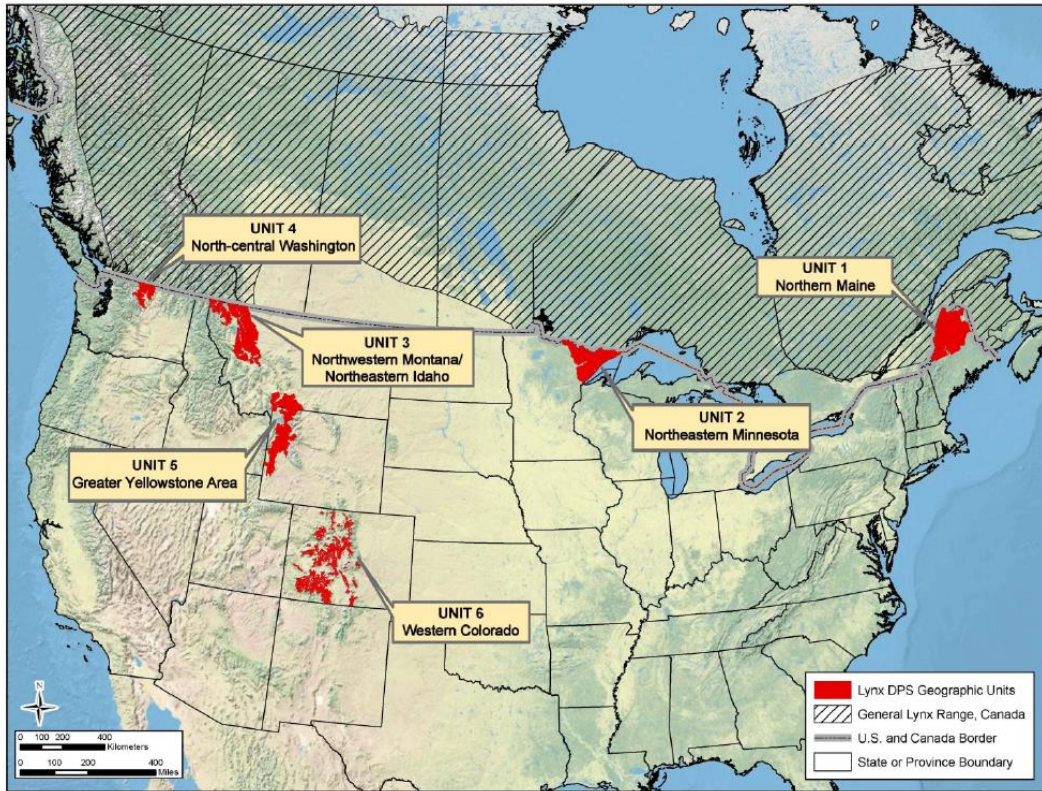 UNIT 4
North-central Washington
UNIT 1
Northern Maine
UNIT 3
Northwestern Montana/
Northeastern Idaho
UNIT 2
Northeastern Minnesota
UNIT 5
Greater Yellowstone Area
UNIT 6
Western Colorado
N
0 100 200 400
Kilometers
0 100 200 400
Miles
Lynx DPS Geographic Units
General Lynx Range, Canada
U.S. and Canada Border
State or Province Boundary